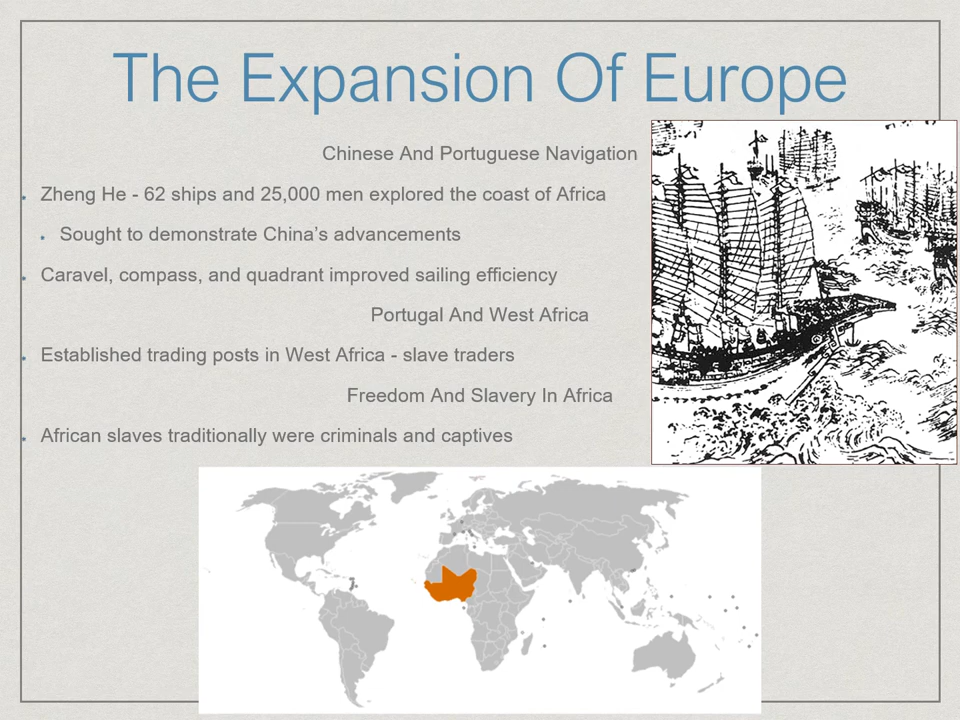 The Expansion Of Europe
Chinese And Portuguese Navigation
Zheng He - 62 ships and 25,000 men explored the coast of Africa
Sought to demonstrate China’s advancements
Caravel, compass, and quadrant improved sailing efficiency
Portugal And West Africa
Established trading posts in West Africa - slave traders
Freedom And Slavery In Africa
African slaves traditionally were criminals and captives